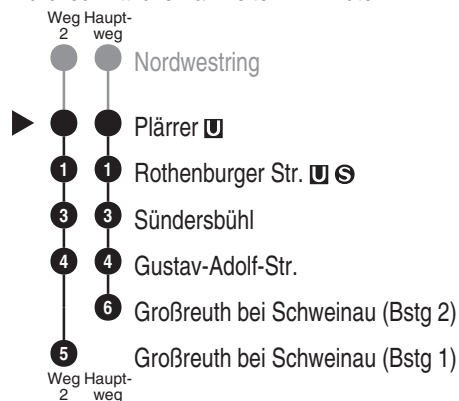 Weg Haupt-
2 weg
Nordwestring
Plärrer U
1 1 Rothenburger Str. U S
3 3 Sündersbühl
4 4 Gustav-Adolf-Str.
6 Großreuth bei Schweinau (Bstg 2)
5 Großreuth bei Schweinau (Bstg 1)
Weg Haupt-
2 weg